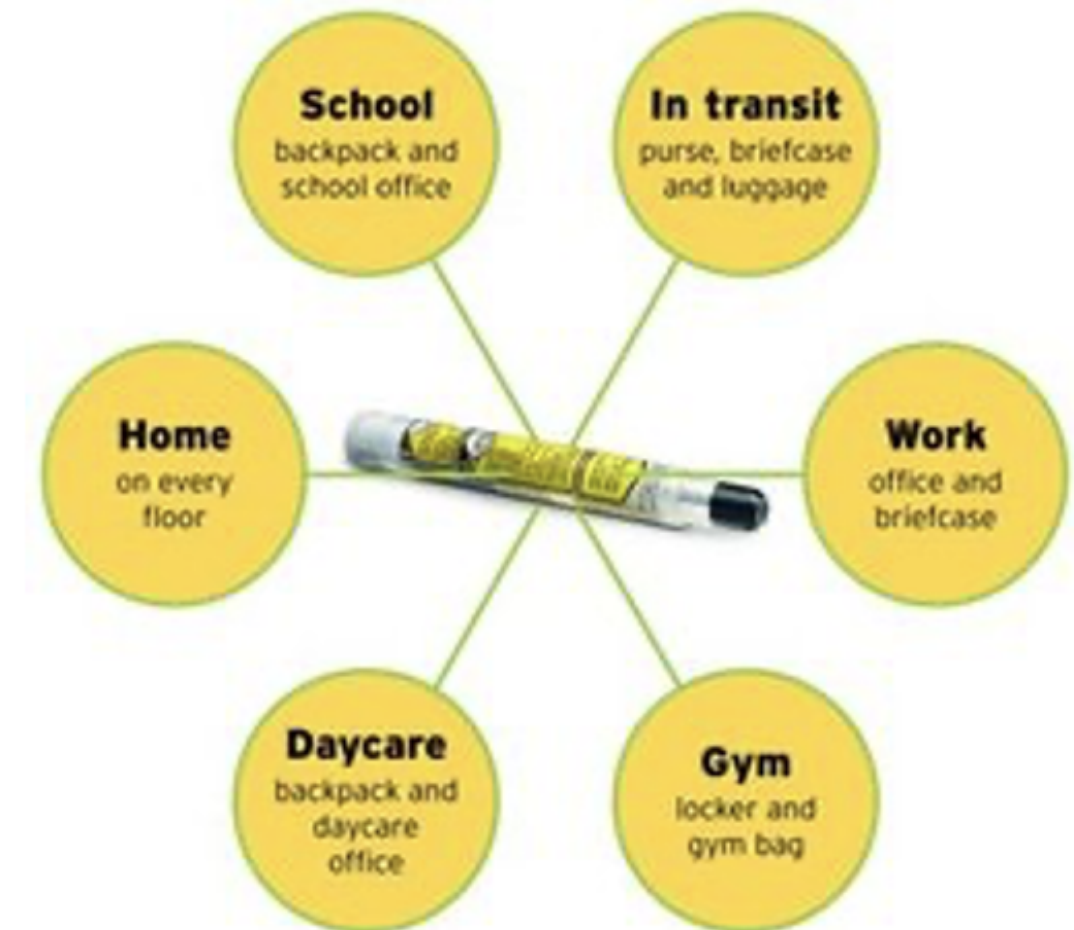 School
backpack and
school office
In transit
purse, briefcase
and luggage
Home
on every
floor
Work
office and
briefcase
Daycare
backpack and
daycare
office
Gym
locker and
gym bag